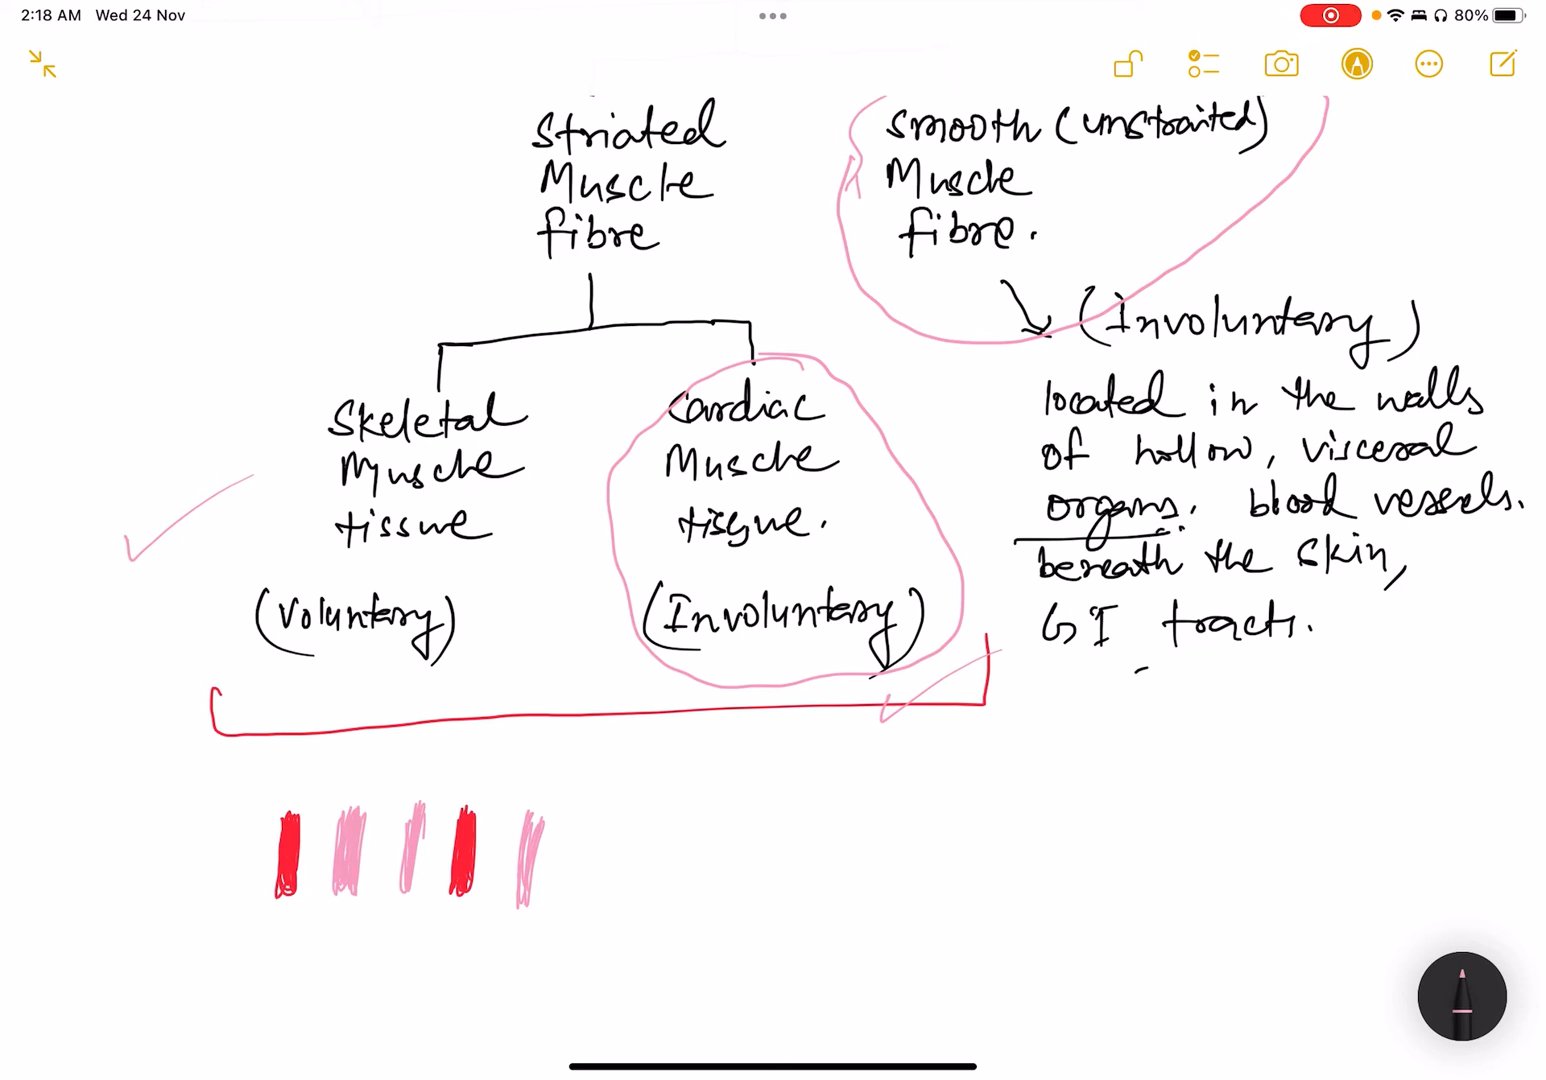 2:18 AM Wed 24 Nov
80%
Striated
Muscle
fibre
smooth (unstraited)
Muscle
fibre.
(Involuntary)
located in the walls
of hollow, visceral
organs. blood vessels.
beneath the skin,
GI tracts.
Skeletal
Muscle
tissue
(Voluntary)
Cardiac
Muscle
tissue.
(Involuntary)